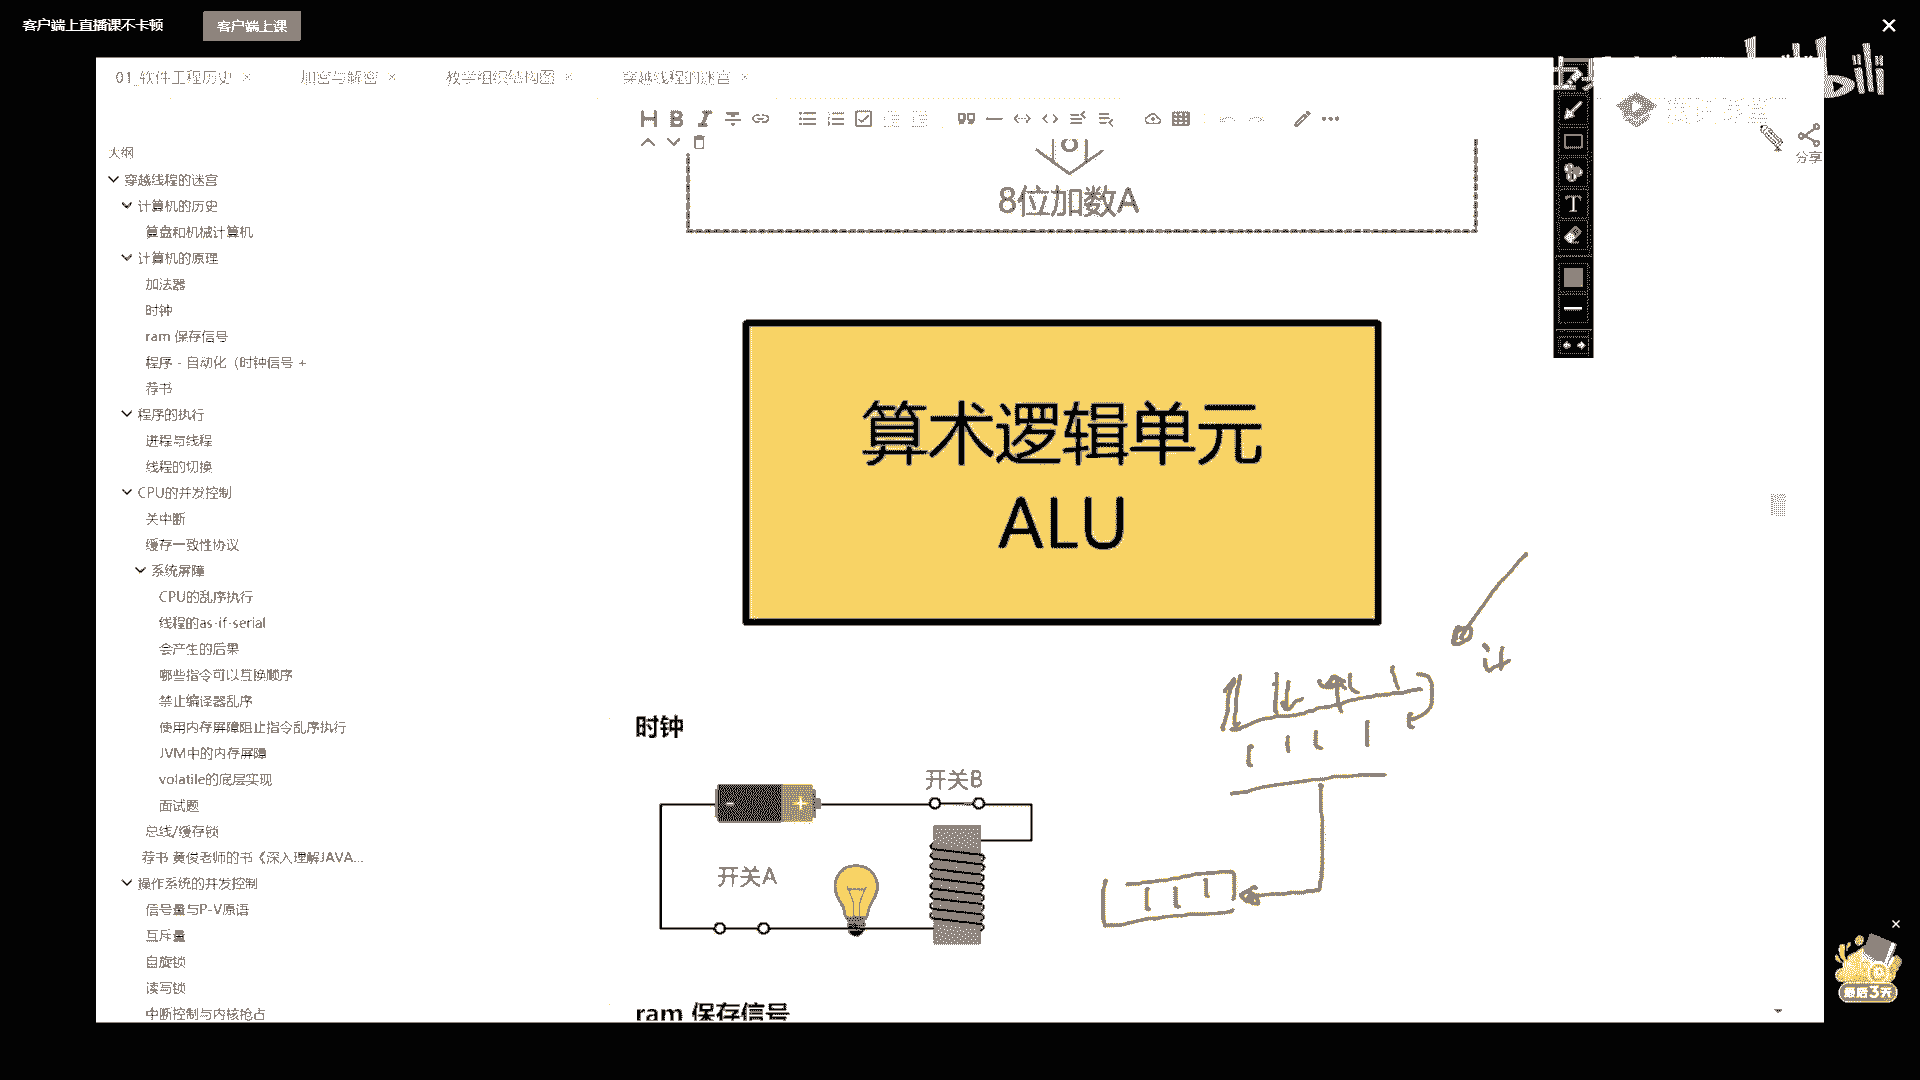 客户端上直播课不卡顿
客户端上课
01_软件工程历史
加密与解密
教学组织结构图
穿越线程的迷宫
分享
大纲
穿越线程的迷宫
计算机的历史
算盘和机械计算机
计算机的原理
加法器
时钟
ram 保存信号
程序 - 自动化（时钟信号 +
荐书
程序的执行
进程与线程
线程的切换
CPU的并发控制
关中断
缓存一致性协议
系统屏障
CPU的乱序执行
线程的as-if-serial
会产生的后果
哪些指令可以互换顺序
禁止编译器乱序
使用内存屏障阻止指令乱序执行
JVM中的内存屏障
volatile的底层实现
面试题
总线/缓存锁
荐书 黄俊老师的书《深入理解JAVA...
操作系统的并发控制
信号量与P-V原语
互斥量
自旋锁
读写锁
中断控制与内核抢占
8位加数A
算术逻辑单元
ALU
时钟
开关B
开关A
ram 保存信号
最后3天